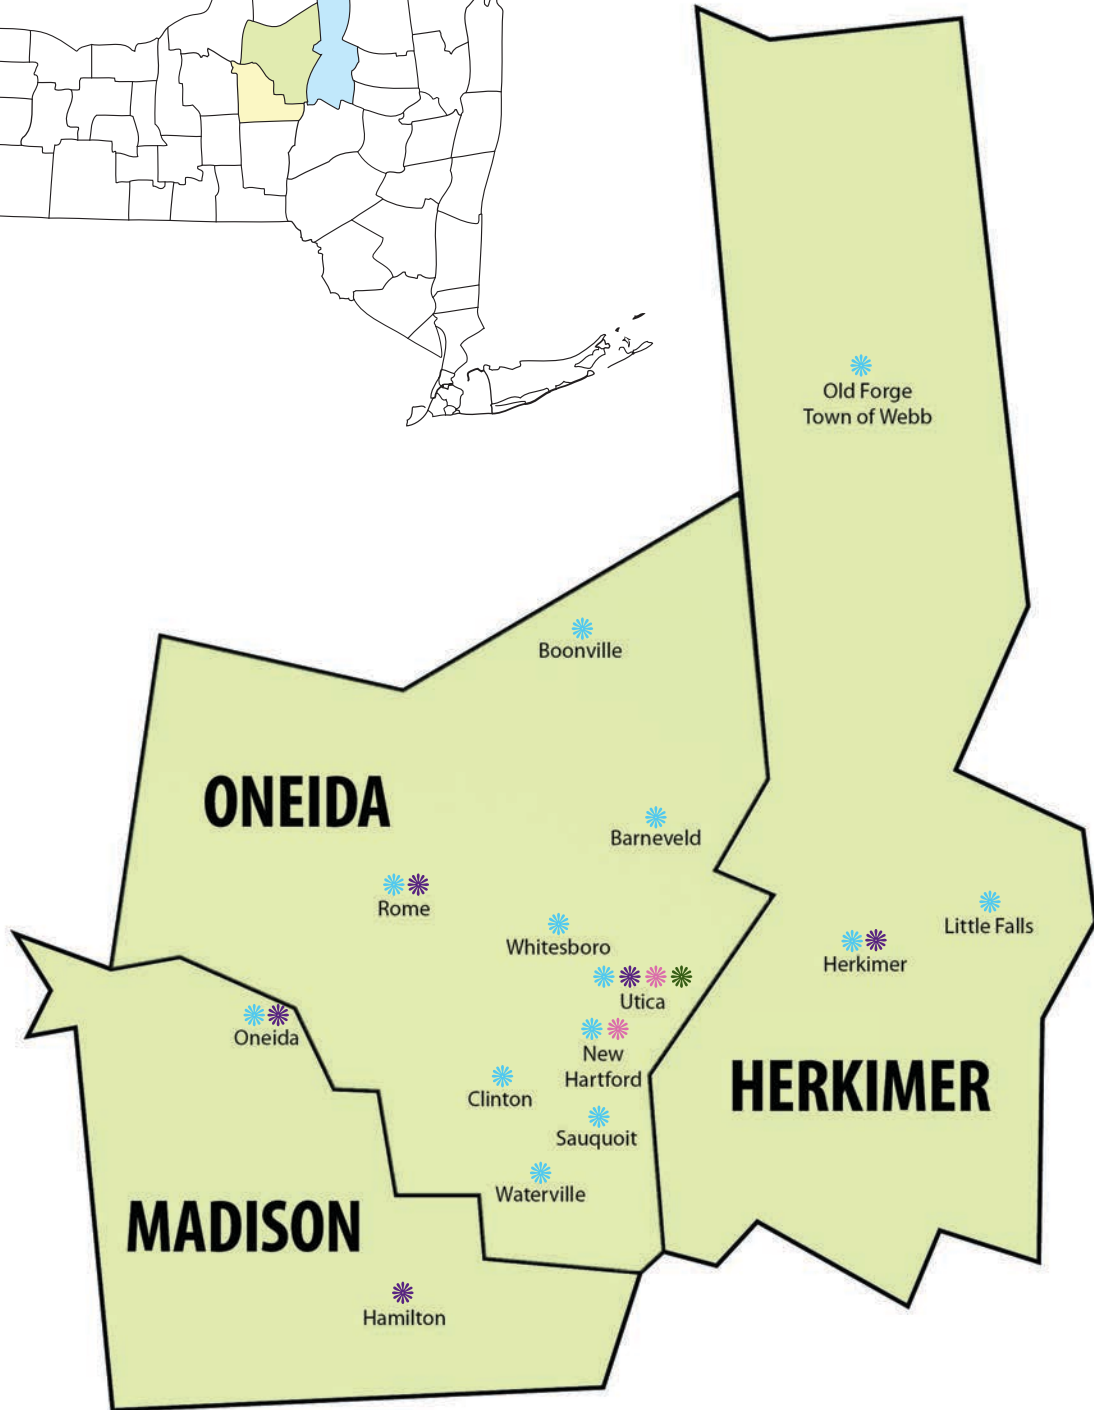 Old Forge
Town of Webb
Boonville
ONEIDA
Barneveld
Rome
Little Falls
Whitesboro
Herkimer
Utica
Oneida
New
Hartford
HERKIMER
Clinton
Sauquoit
Waterville
MADISON
Hamilton